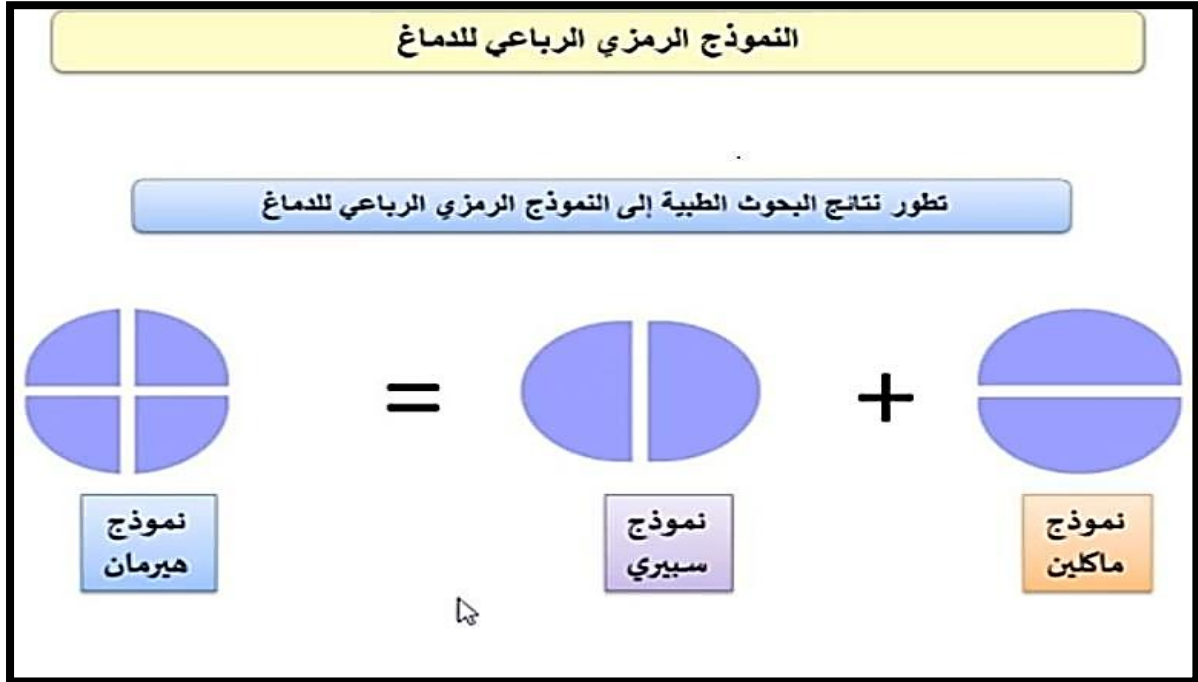 النموذج الرمزي الرباعي للدماغ
تطور نتائج البحوث الطبية إلى النموذج الرمزي الرباعي للدماغ
+
=
نموذج
ماكلين
نموذج
سبيري
نموذج
هيرمان